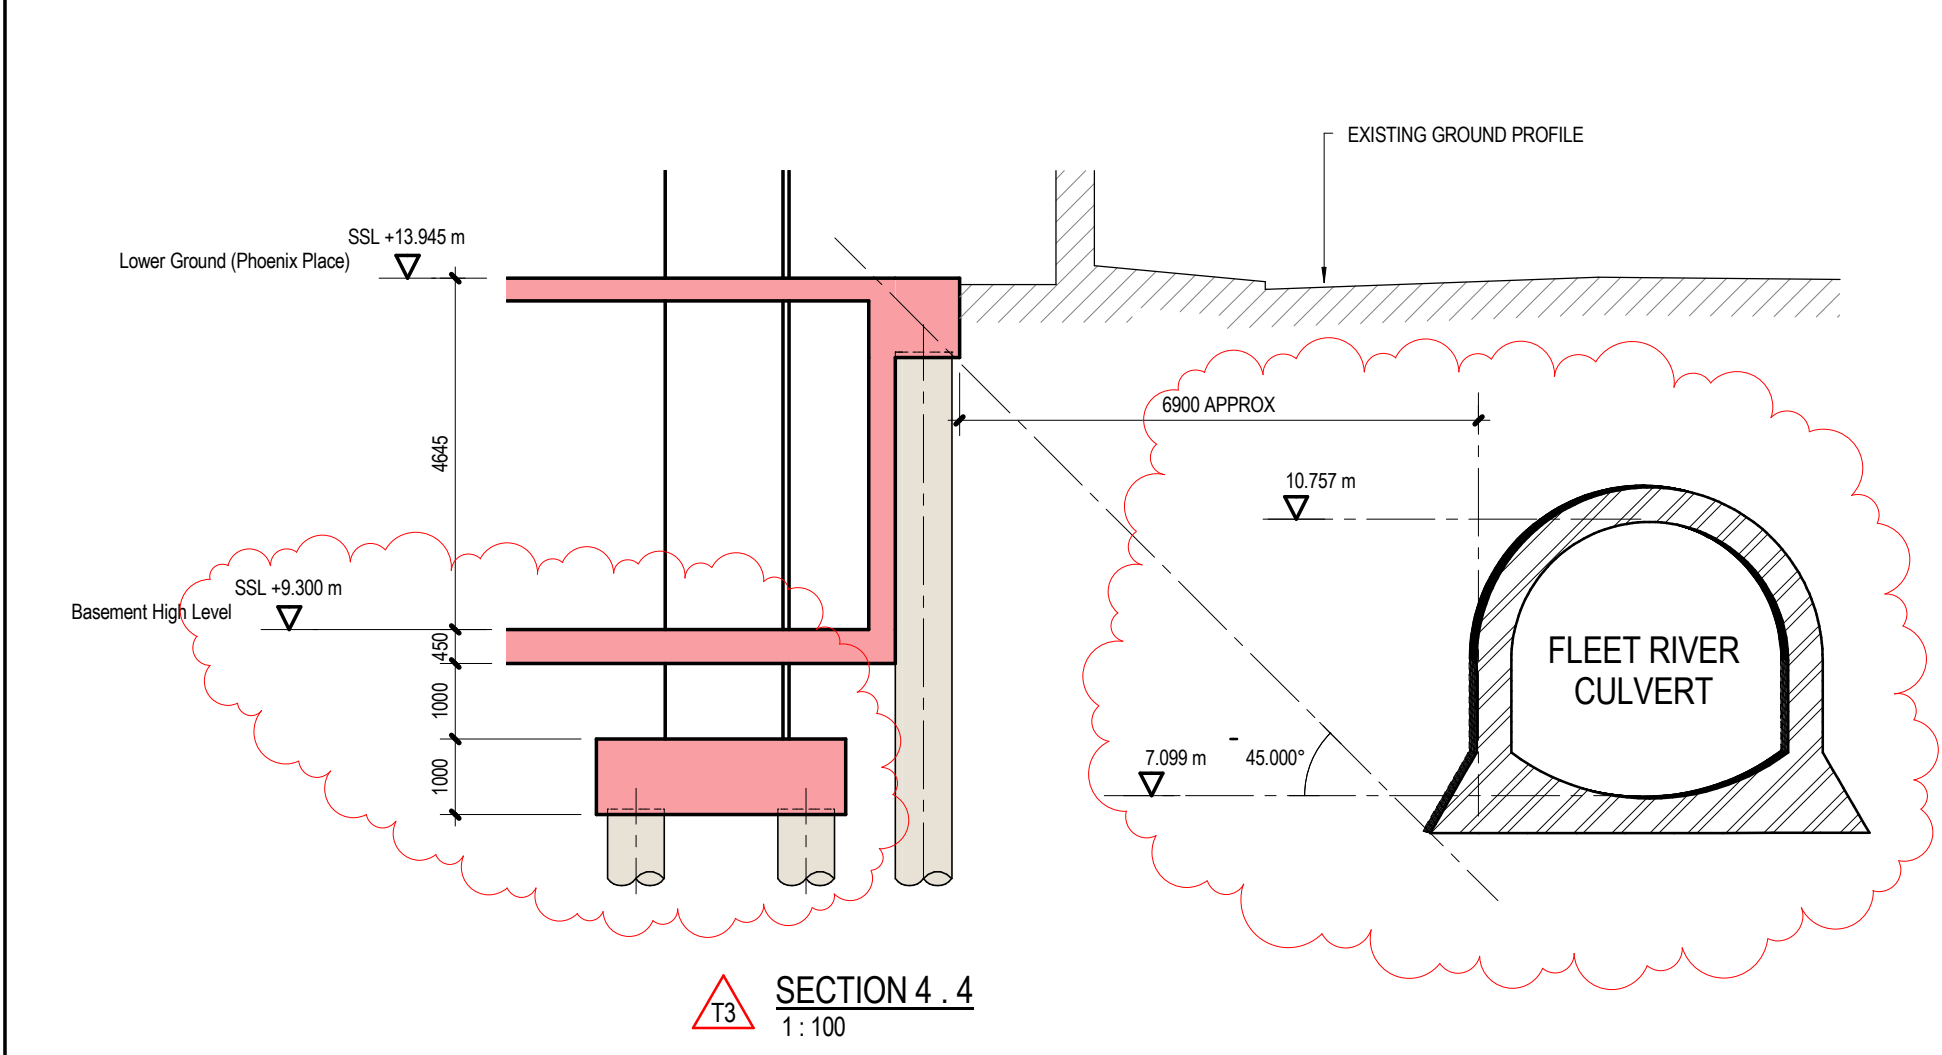 EXISTING GROUND PROFILE
SSL +13.945 m
Lower Ground (Phoenix Place)
6900 APPROX
4645
10.757 m
SSL +9.300 m
Basement High Level
450
FLEET RIVER
CULVERT
1000
7.099 m
45.000°
1000
T3
SECTION 4 . 4
1 : 100